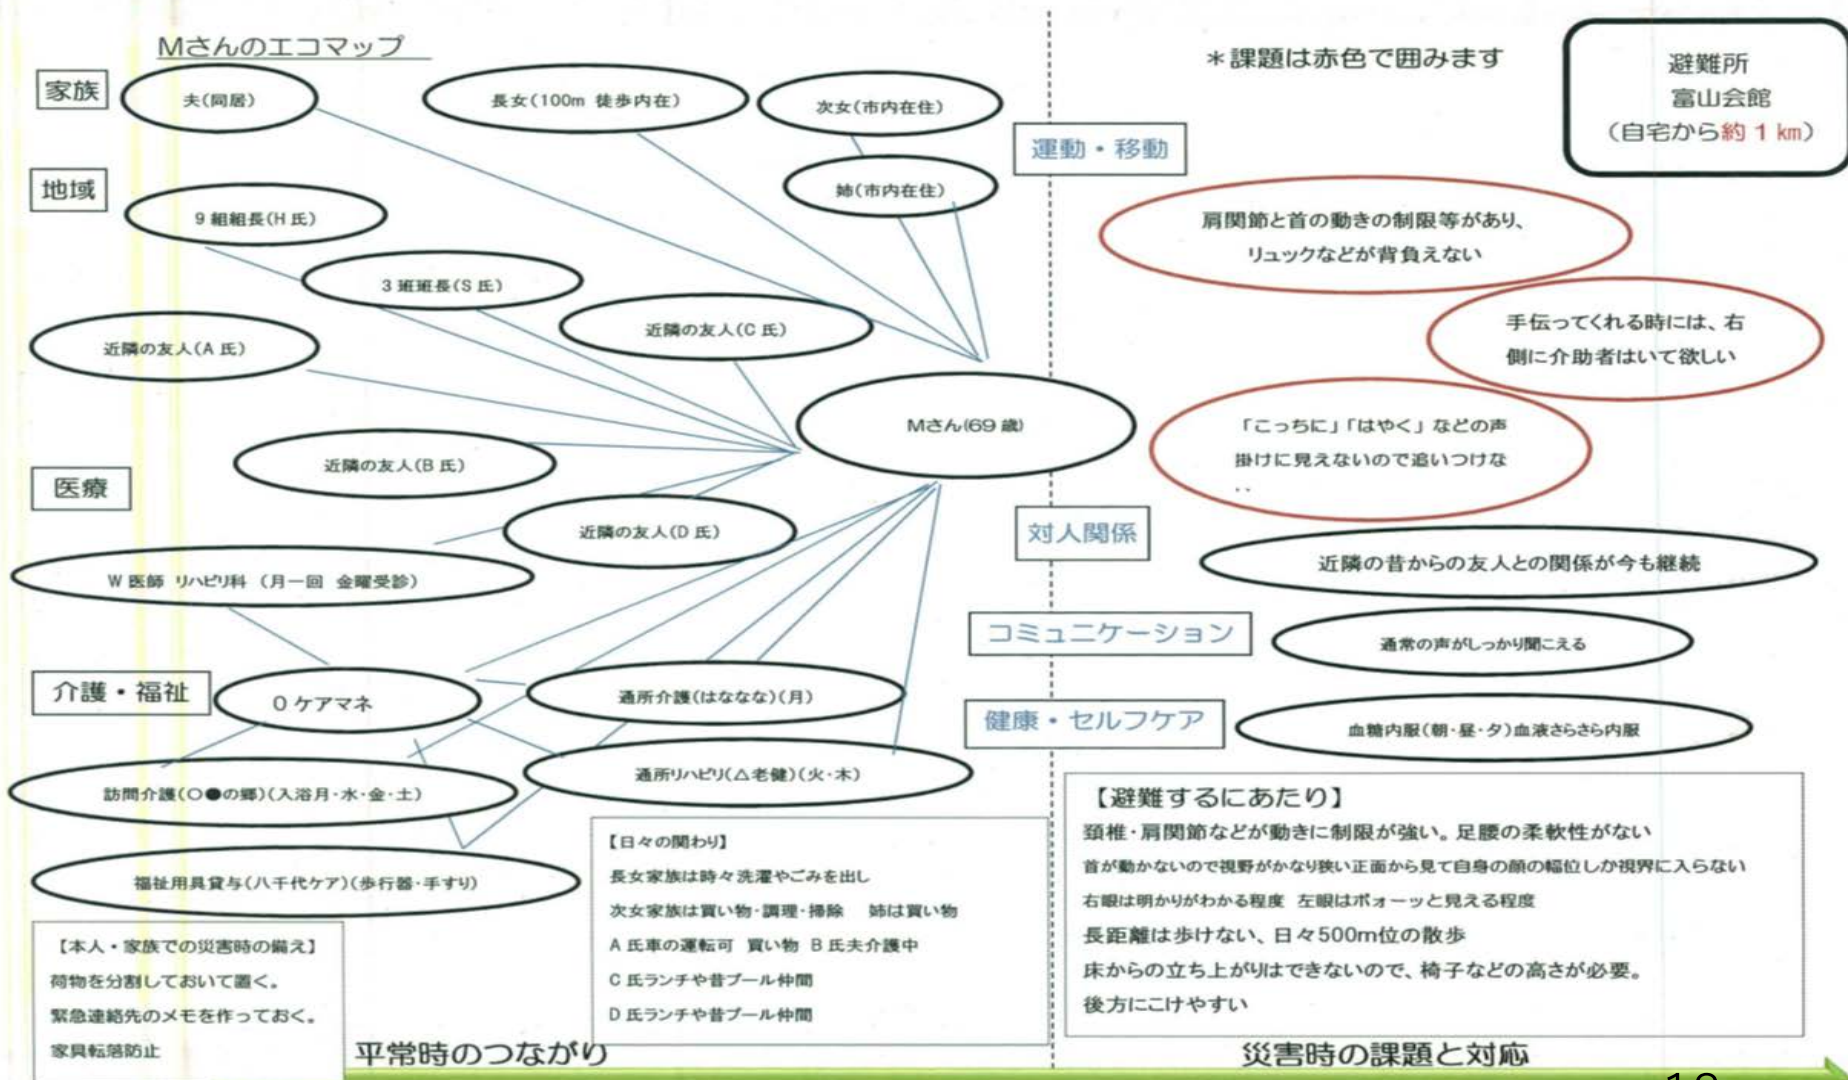 Mさんのエコマップ
＊課題は赤色で囲みます
避難所
富山会館
（自宅から約１㎞）
家族
夫(同居)
長女(100m 徒歩内在)
次女(市内在住)
姉(市内在住)
運動・移動
地域
9組組長(H氏)
3班班長(S氏)
近隣の友人(C氏)
近隣の友人(A氏)
近隣の友人(B氏)
近隣の友人(D氏)
Mさん(69歳)
肩関節と首の動きの制限等があり、
リュックなどが背負えない
手伝ってくれる時には、右
側に介助者はいて欲しい
「こっちに」「はやく」などの声
掛けに見えないので追いつけな
医療
W医師 リハビリ科 （月一回 金曜受診）
対人関係
近隣の昔からの友人との関係が今も継続
コミュニケーション
通常の声がしっかり聞こえる
介護・福祉
Oケアマネ
通所介護(はななな)(月)
健康・セルフケア
血糖内服(朝・昼・夕)血液さらさら内服
訪問介護(○●の郷)(入浴月・水・金・土)
通所リハビリ(△老健)(火・木)
福祉用具貸与(八千代ケア)(歩行器・手すり)
【日々の関わり】
長女家族は時々洗濯やごみを出し
次女家族は買い物・調理・掃除 姉は買い物
A氏車の運転可 買い物 B氏夫介護中
C氏ランチや昔プール仲間
D氏ランチや昔プール仲間
【避難するにあたり】
頚椎・肩関節などが動きに制限が強い。足腰の柔軟性がない
首が動かないので視野がかなり狭い正面から見て自身の顔の幅位しか視界に入らない
右眼は明かりがわかる程度 左眼はボォーッと見える程度
長距離は歩けない、日々500m位の散歩
床からの立ち上がりはできないので、椅子などの高さが必要。
後方にこけやすい
【本人・家族での災害時の備え】
荷物を分割しておいて置く。
緊急連絡先のメモを作っておく。
家具転落防止
平常時のつながり
災害時の課題と対応